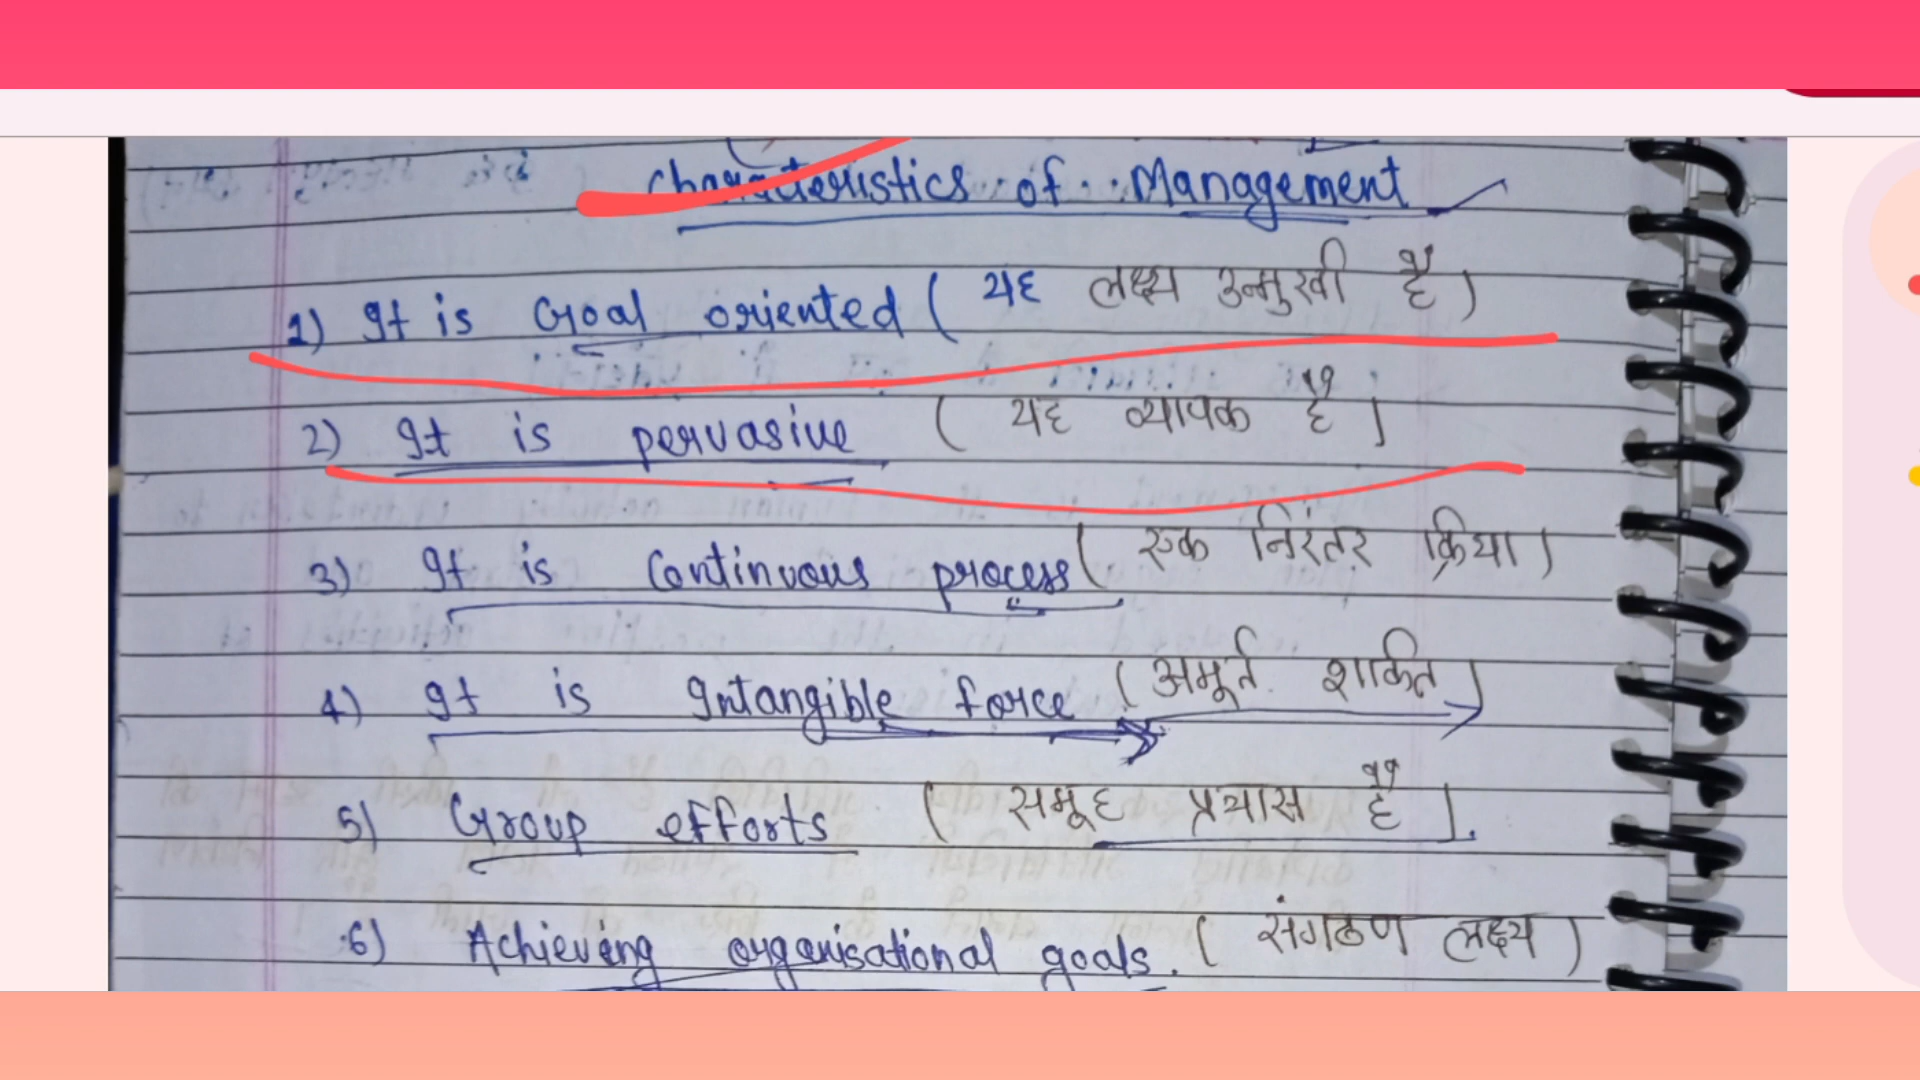 Characteristics of Management
1) It is Goal oriented ( यह लक्ष्य उन्मुखी है )
2) It is pervasive ( यह व्यापक है )
3) It is Continuous process ( एक निरंतर क्रिया )
4) It is Intangible force ( अमूर्त शक्ति )
5) Group efforts ( समूह प्रयास है ).
6) Achieving organisational goals. ( संगठण लक्ष्य )